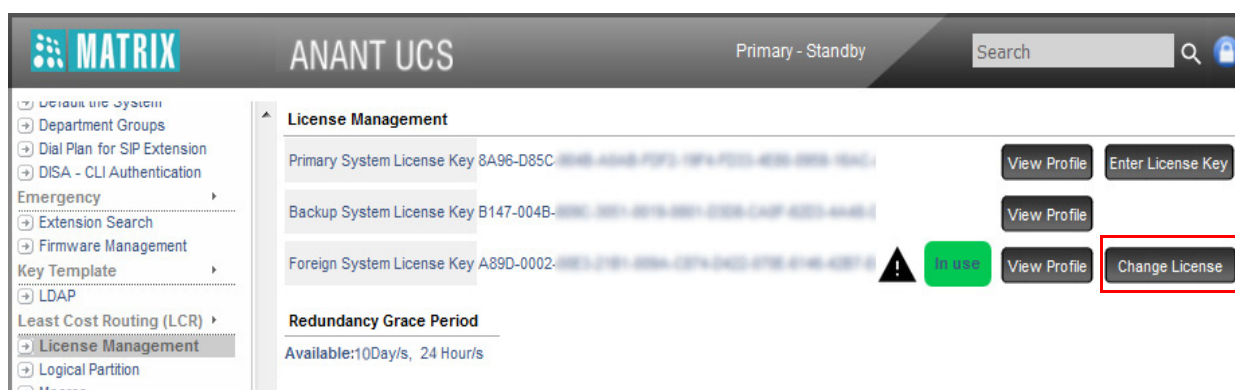 MATRIX
ANANT UCS
Primary - Standby
Search
Default the System
Department Groups
Dial Plan for SIP Extension
DISA - CLI Authentication
Emergency
Extension Search
Firmware Management
Key Template
LDAP
Least Cost Routing (LCR)
License Management
Logical Partition
License Management
Primary System License Key 8A96-D85C- View Profile Enter License Key
Backup System License Key B147-004B- View Profile
Foreign System License Key A89D-0002- In use View Profile Change License
Redundancy Grace Period
Available:10Day/s, 24 Hour/s